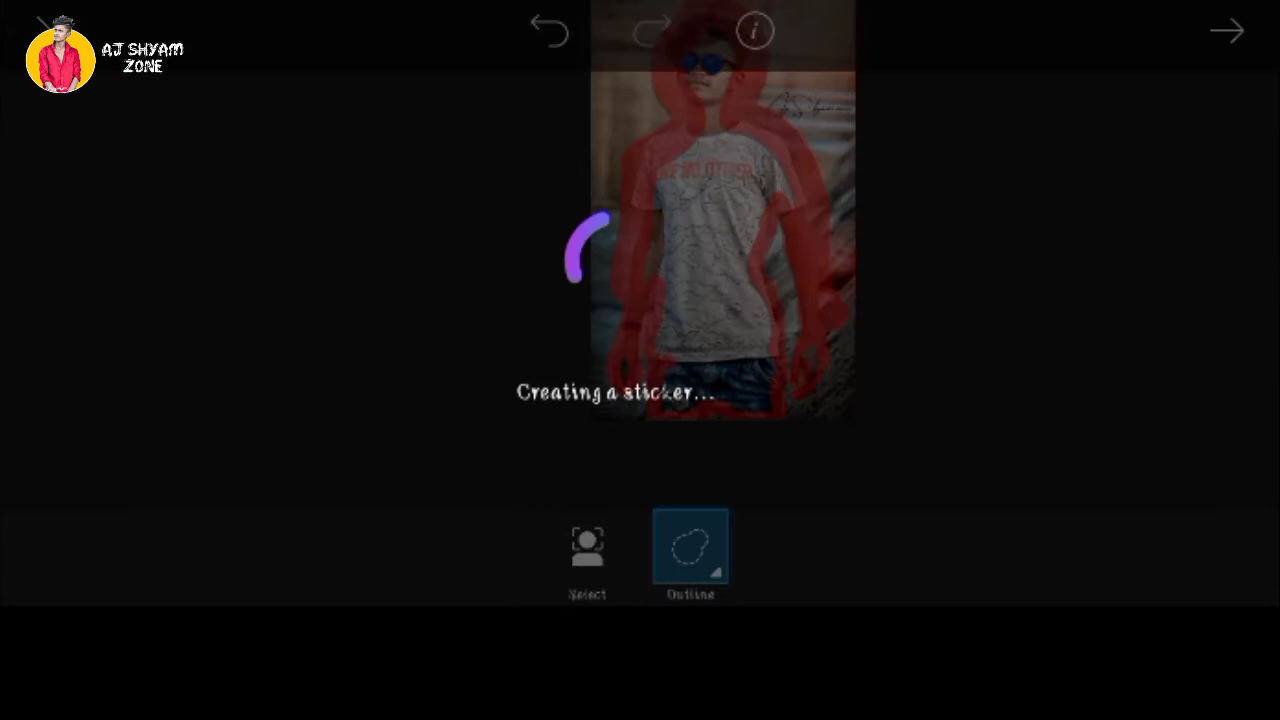 AJ SHYAM
ZONE
Creating a sticker...
Select
Outline